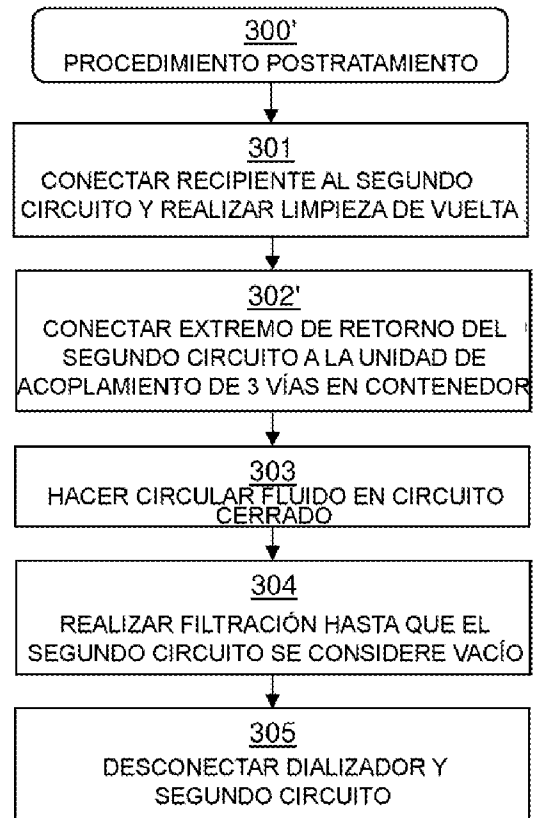 300'
PROCEDIMIENTO POSTRATAMIENTO
301
CONECTAR RECIPIENTE AL SEGUNDO
CIRCUITO Y REALIZAR LIMPIEZA DE VUELTA
302'
CONECTAR EXTREMO DE RETORNO DEL
SEGUNDO CIRCUITO A LA UNIDAD DE
ACOPLAMIENTO DE 3 VÍAS EN CONTENEDOR
303
HACER CIRCULAR FLUIDO EN CIRCUITO
CERRADO
304
REALIZAR FILTRACIÓN HASTA QUE EL
SEGUNDO CIRCUITO SE CONSIDERE VACÍO
305
DESCONECTAR DIALIZADOR Y
SEGUNDO CIRCUITO